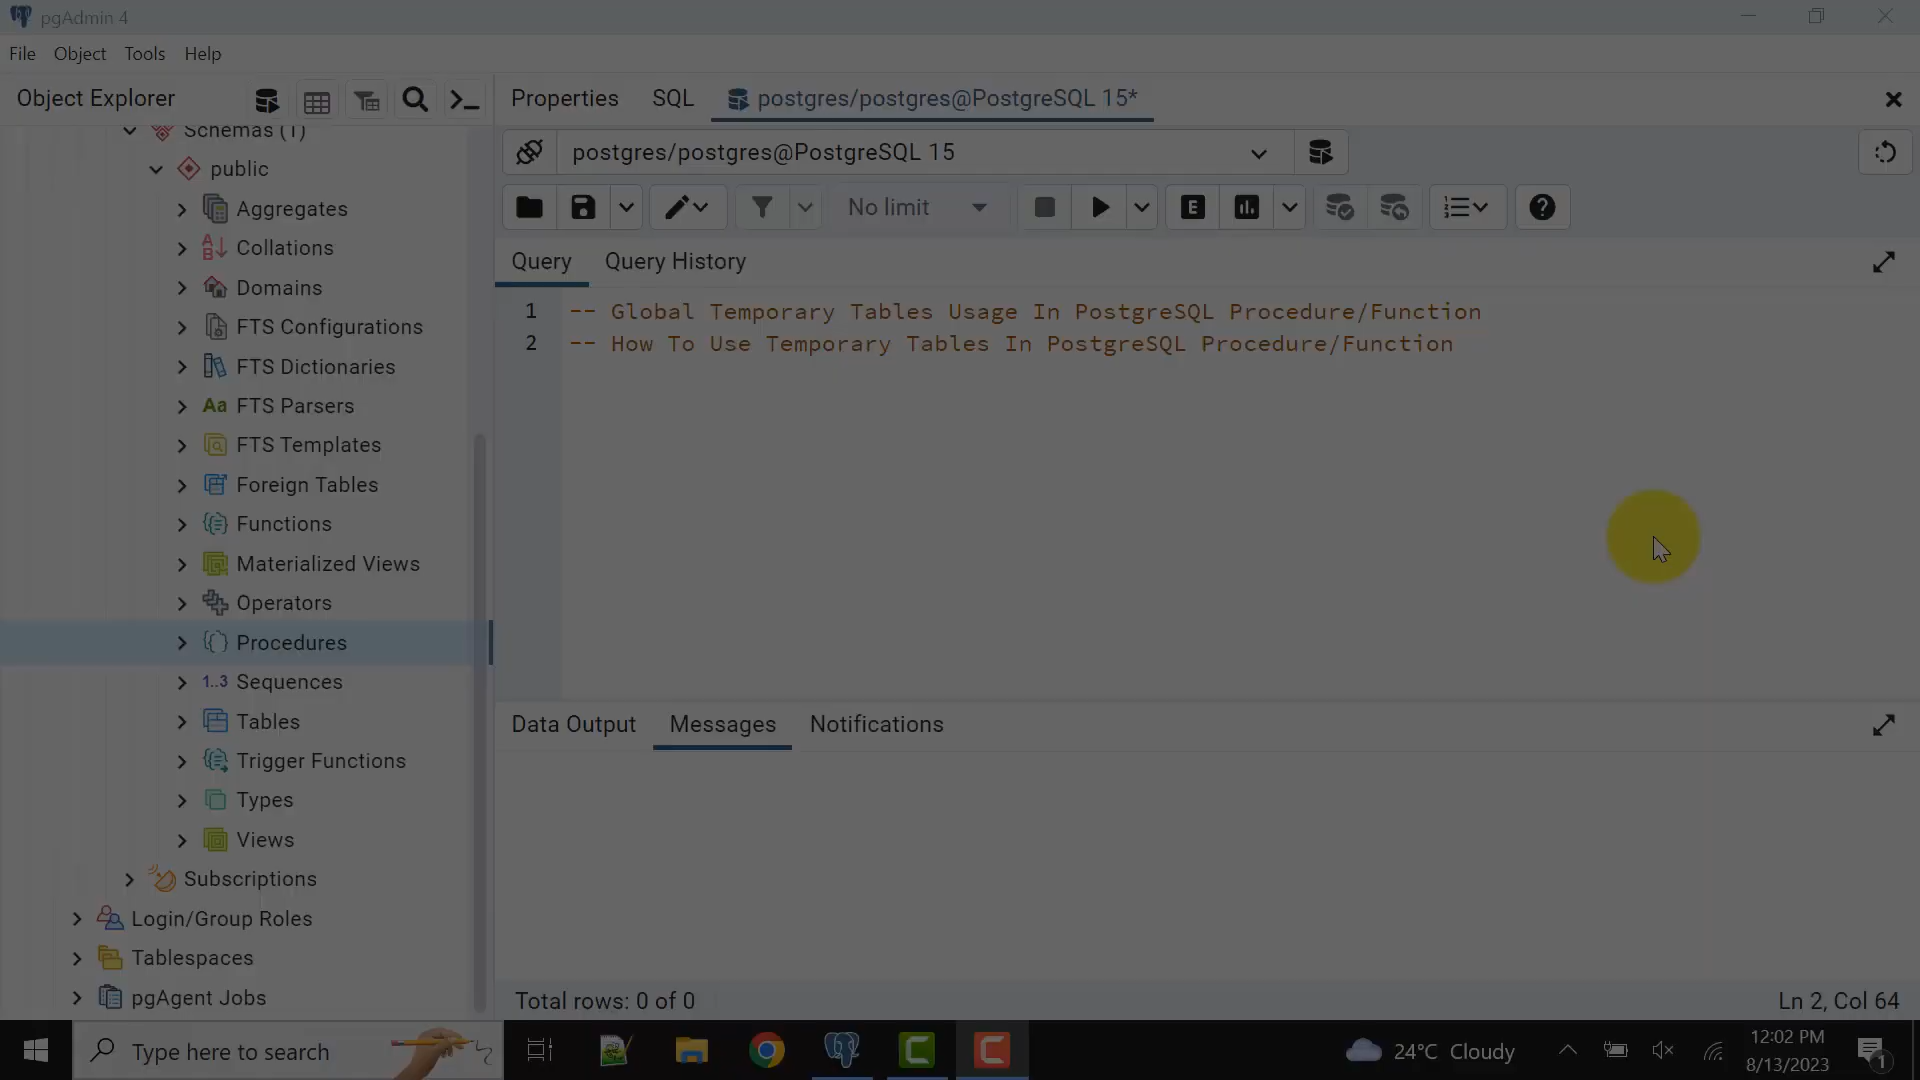 pgAdmin 4
File Object Tools Help
Object Explorer
Properties SQL postgres/postgres@PostgreSQL 15*
Schemas (1)
public
Aggregates
Collations
Domains
FTS Configurations
FTS Dictionaries
Aa FTS Parsers
FTS Templates
Foreign Tables
Functions
Materialized Views
Operators
Procedures
1..3 Sequences
Tables
Trigger Functions
Types
Views
Subscriptions
Login/Group Roles
Tablespaces
pgAgent Jobs
postgres/postgres@PostgreSQL 15
No limit
E
Query Query History
1 -- Global Temporary Tables Usage In PostgreSQL Procedure/Function
2 -- How To Use Temporary Tables In PostgreSQL Procedure/Function
Data Output Messages Notifications
Total rows: 0 of 0 Ln 2, Col 64
Type here to search
24°C Cloudy
12:02 PM
8/13/2023
1